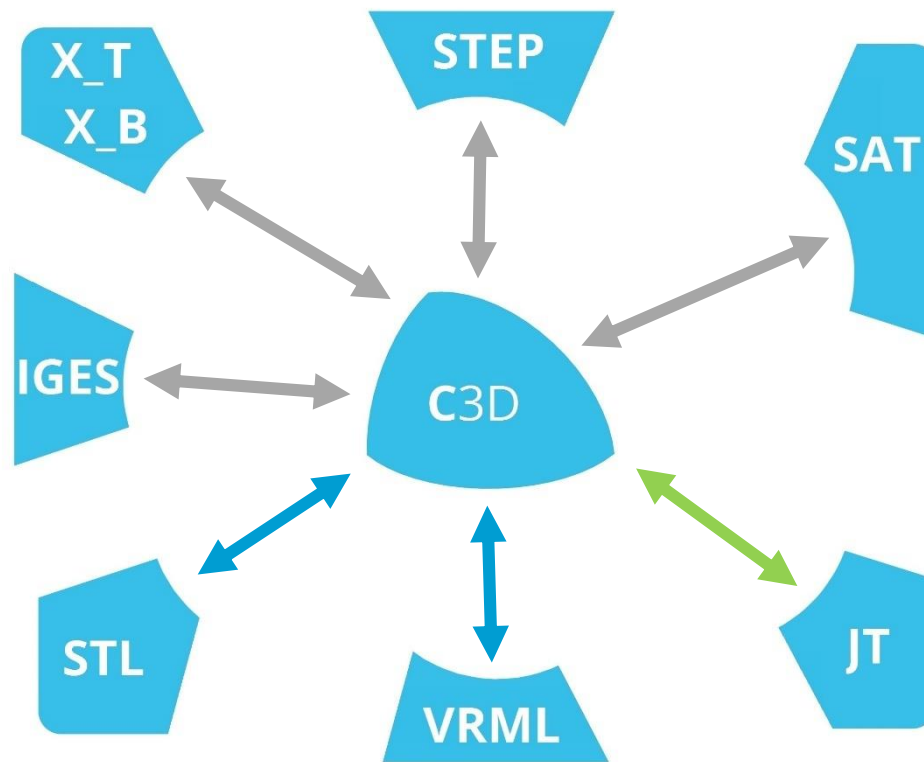 X_T
X_B
STEP
SAT
IGES
C3D
STL
VRML
JT